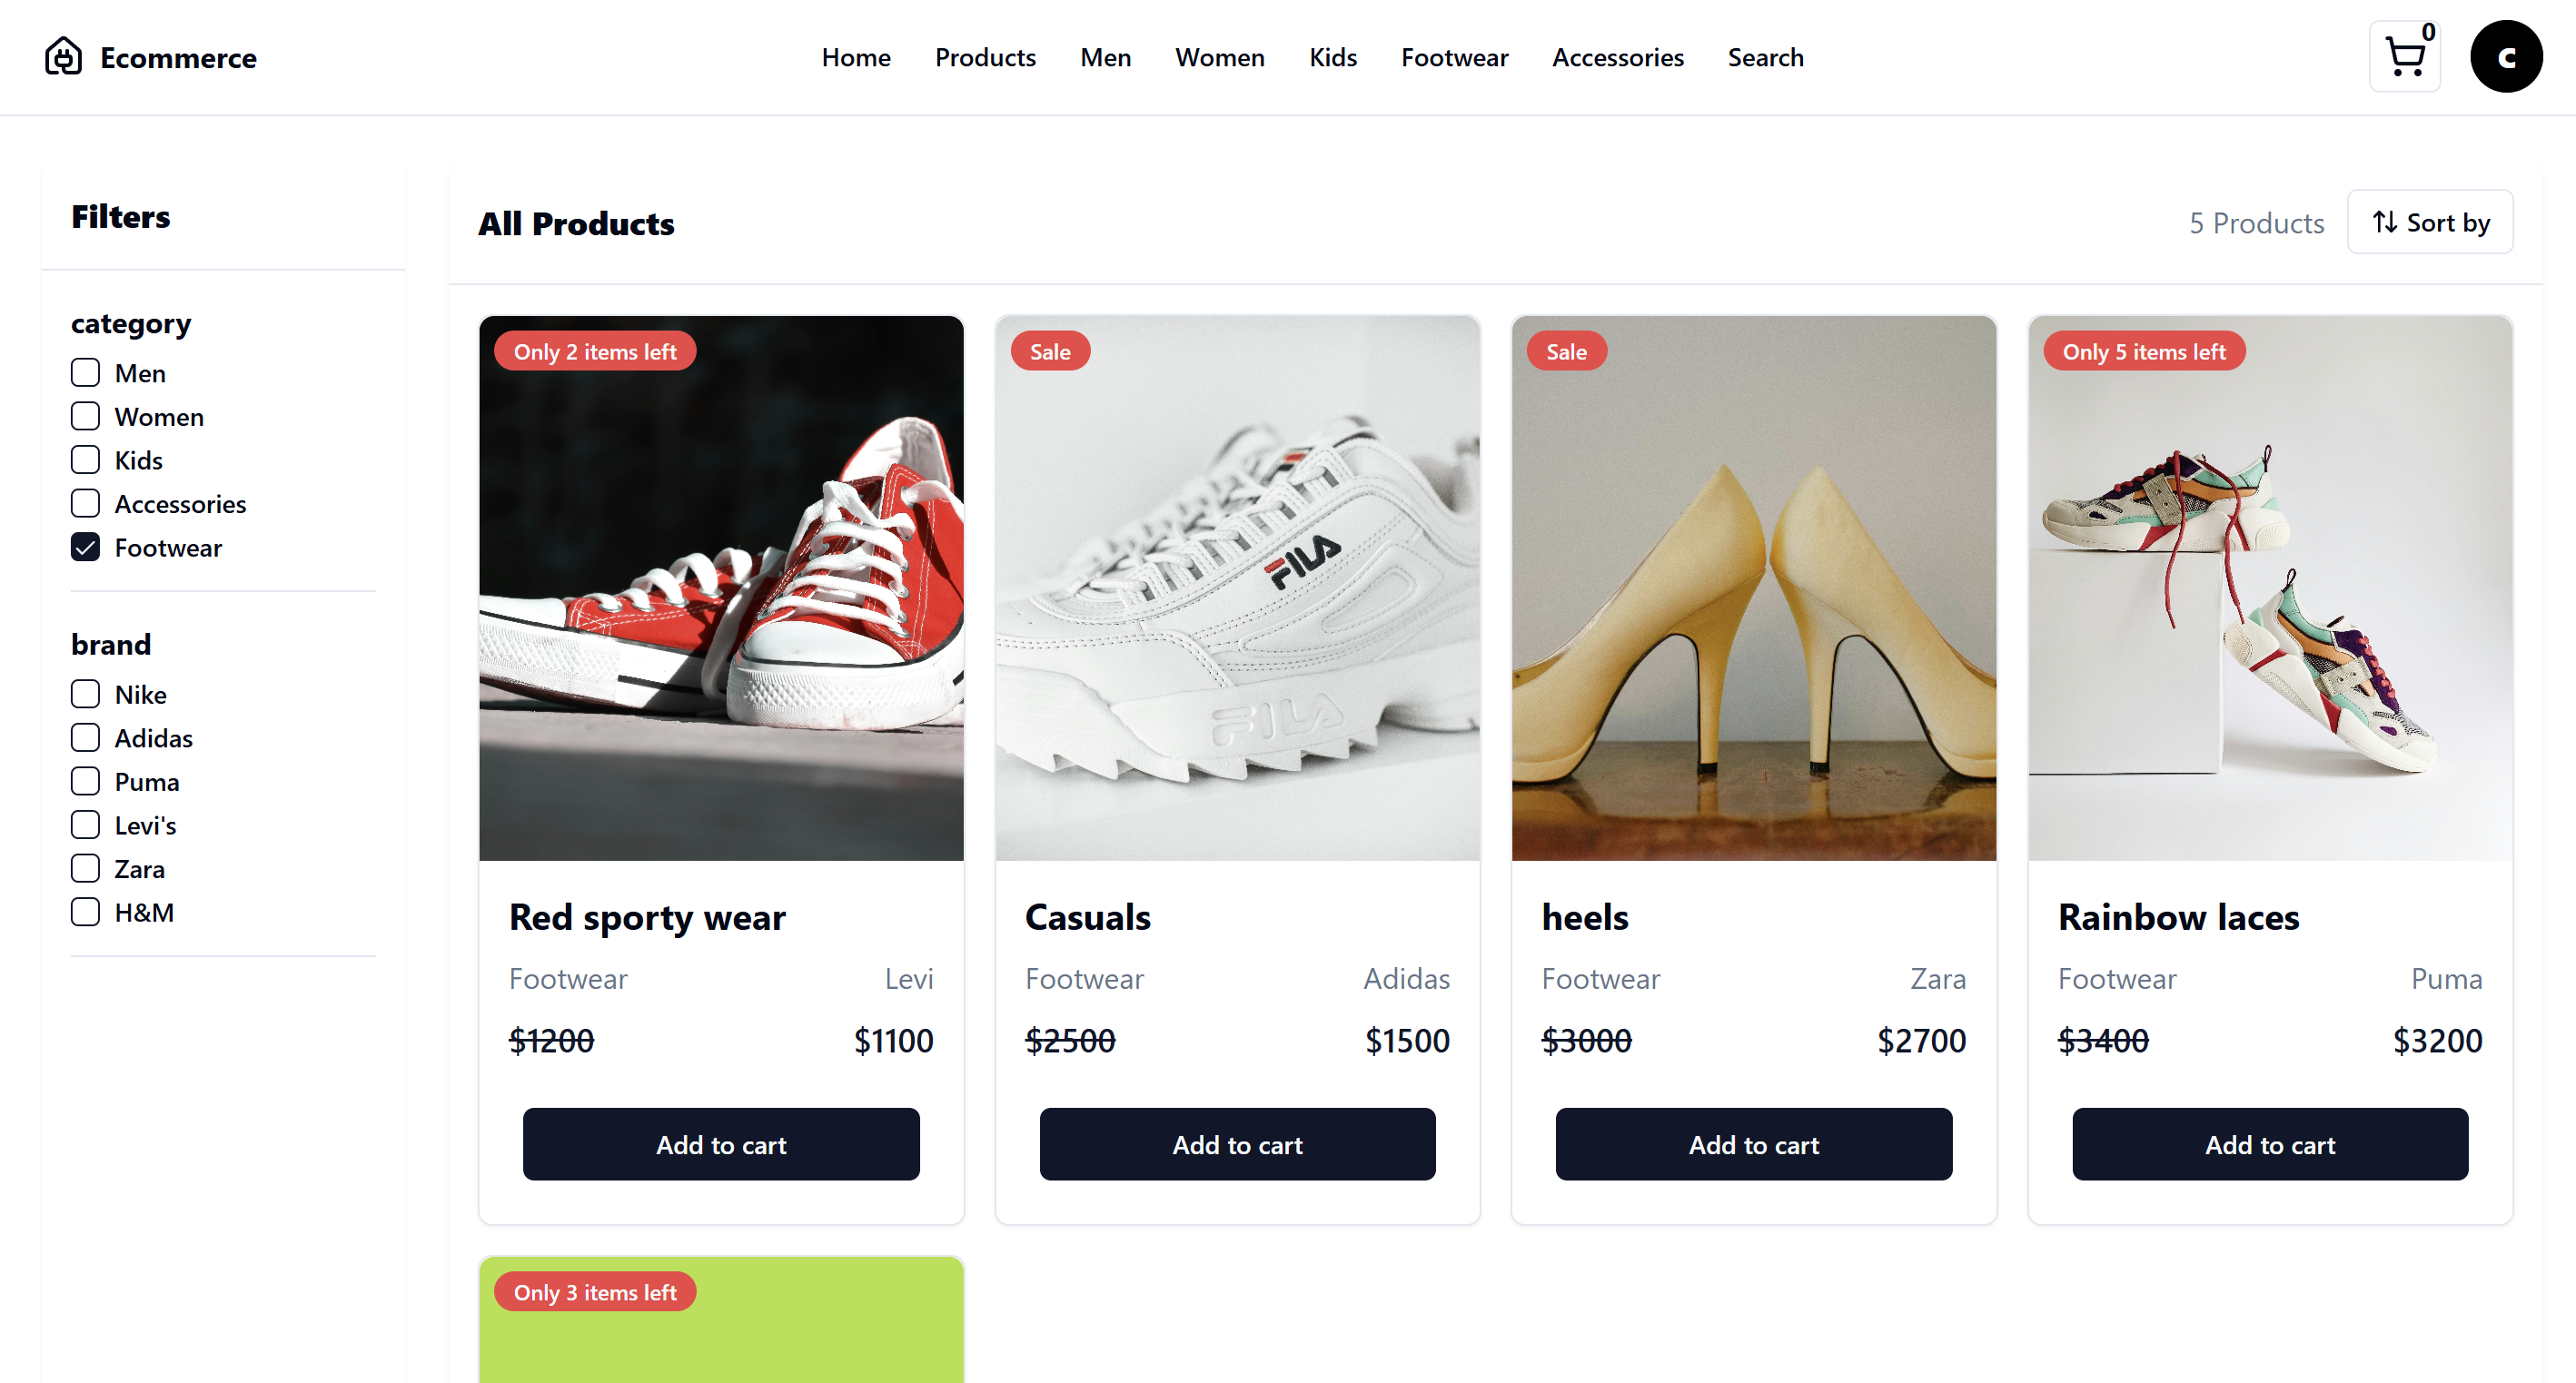 Ecommerce
Home Products Men Women Kids Footwear Accessories Search
0
c
Filters
category
Men
Women
Kids
Accessories
Footwear
brand
Nike
Adidas
Puma
Levi's
Zara
H&M
All Products
5 Products
Sort by
Only 2 items left
Red sporty wear
Footwear Levi
$1200 $1100
Add to cart
Sale
FILA
FILA
Casuals
Footwear Adidas
$2500 $1500
Add to cart
Sale
heels
Footwear Zara
$3000 $2700
Add to cart
Only 5 items left
Rainbow laces
Footwear Puma
$3400 $3200
Add to cart
Only 3 items left